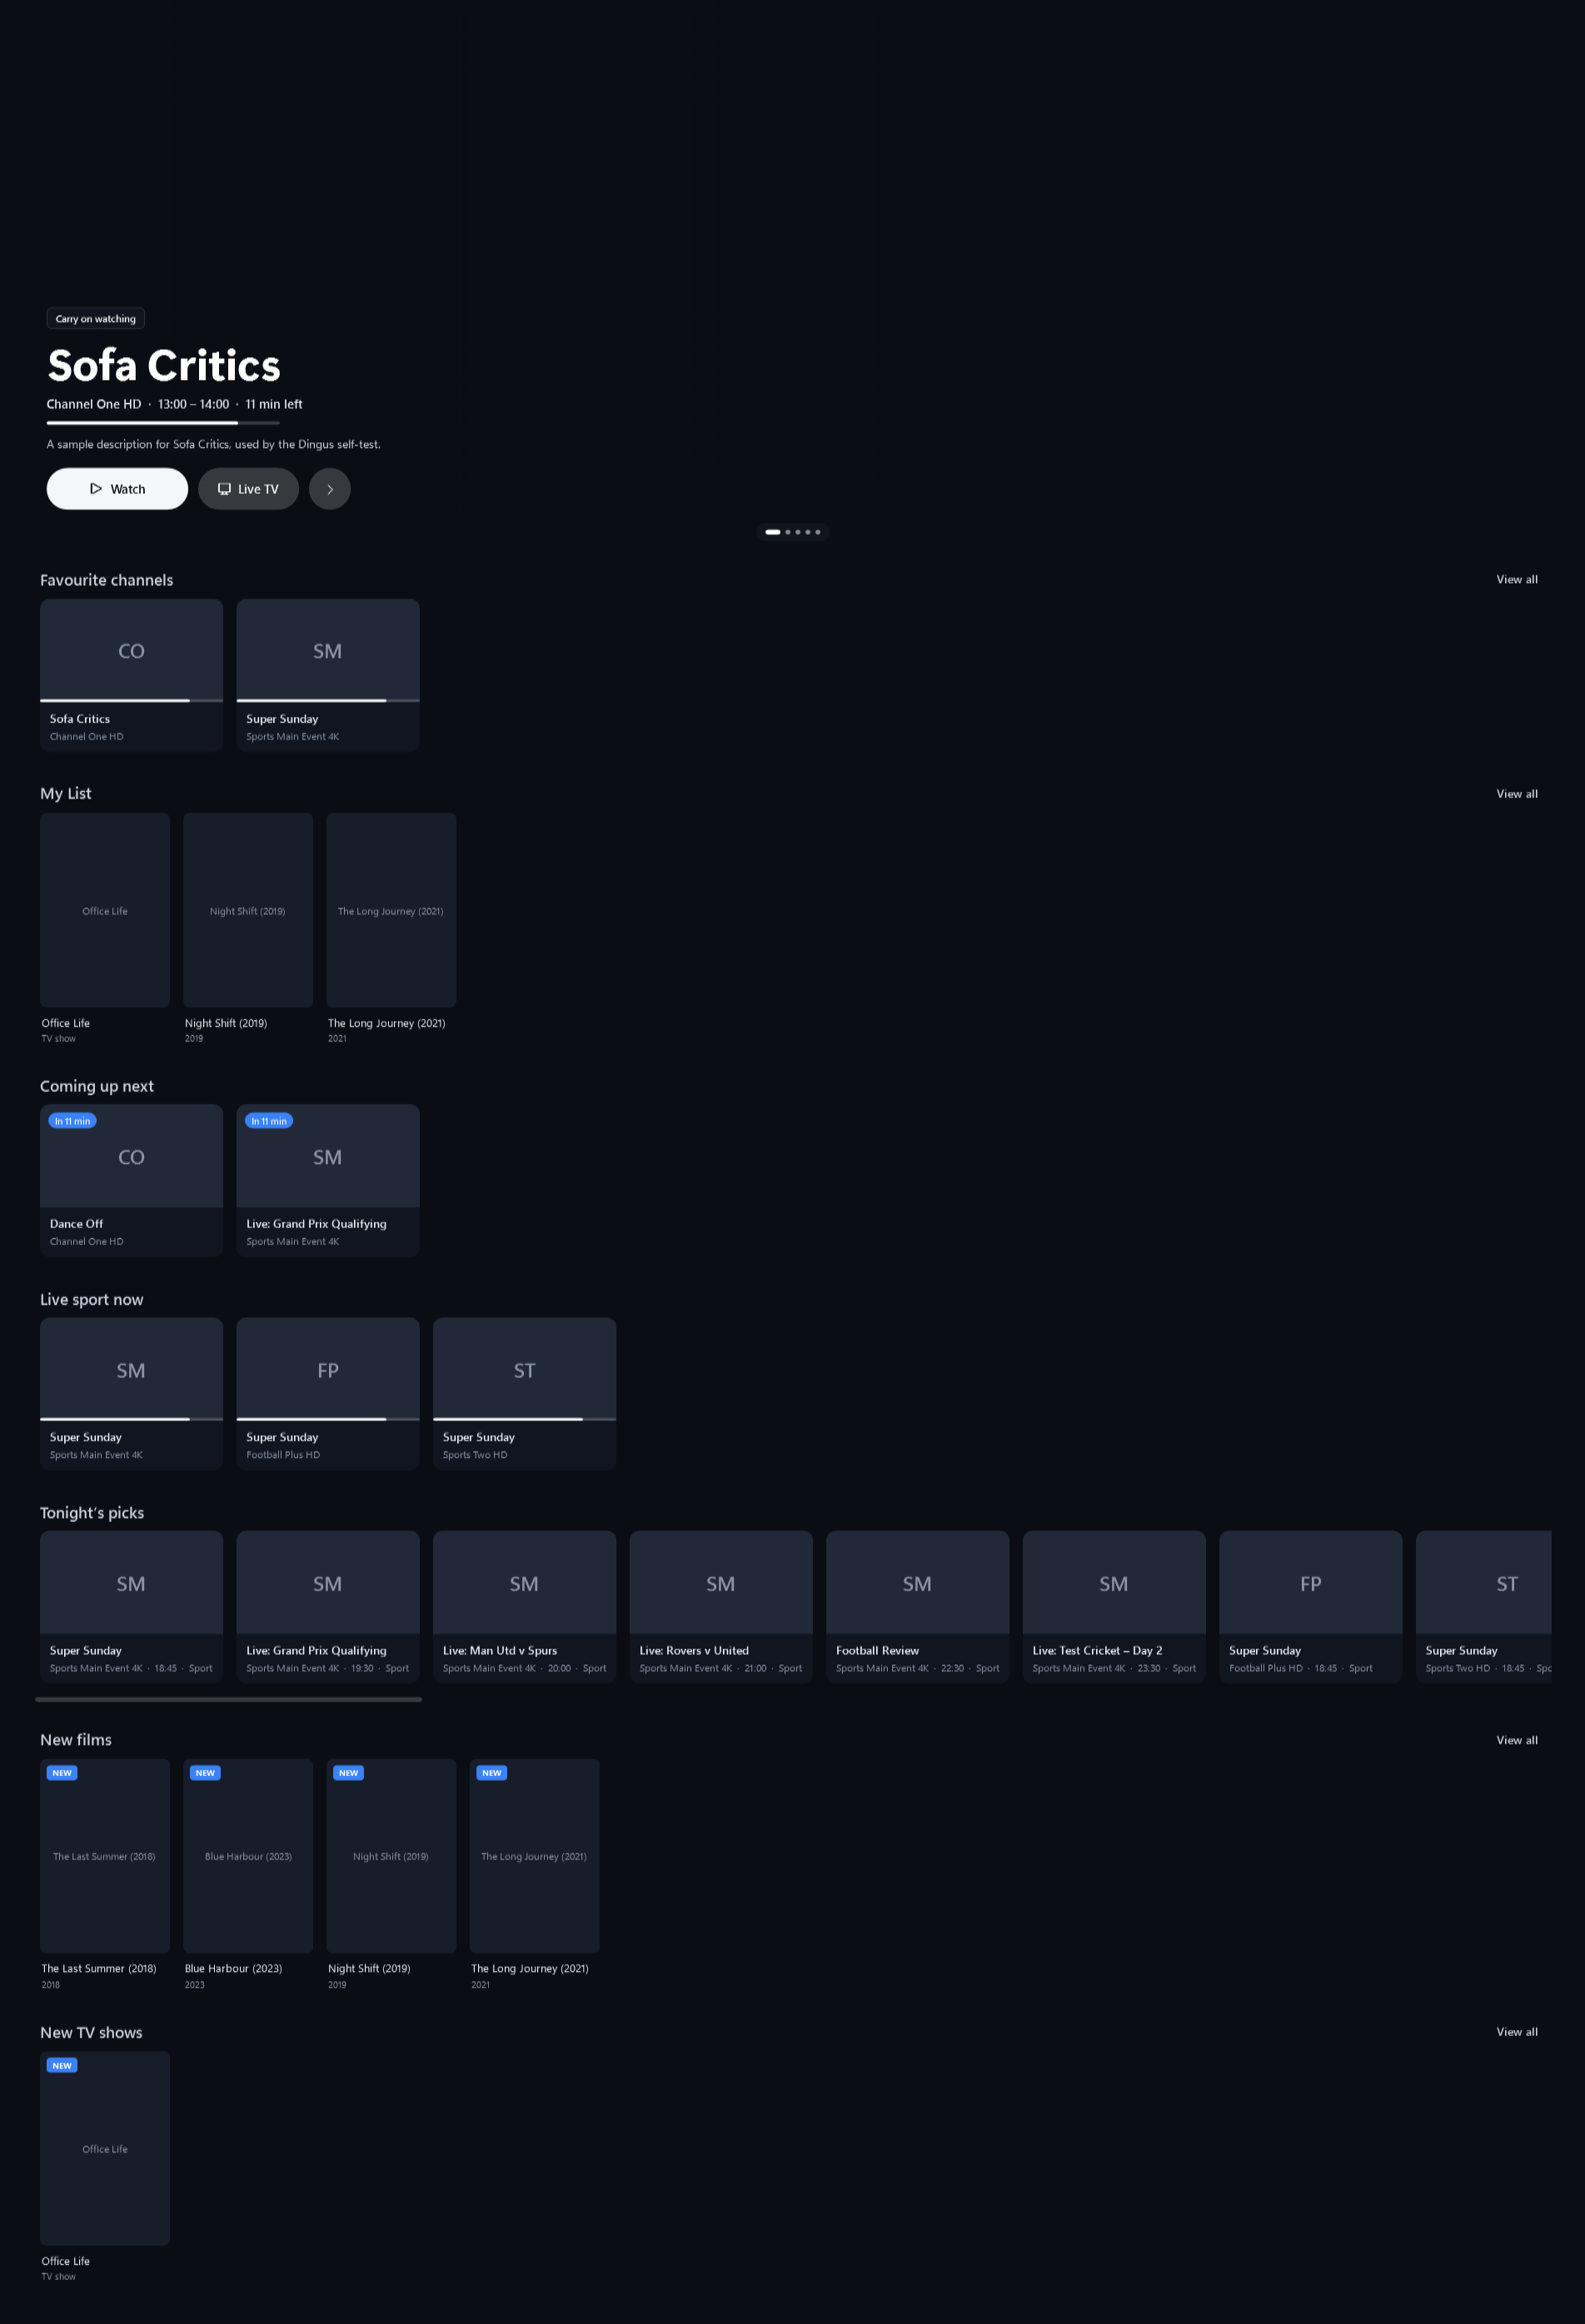 Carry on watching
Sofa Critics
Channel One HD · 13:00 – 14:00 · 11 min left
A sample description for Sofa Critics, used by the Dingus self-test.
Watch
Live TV
Favourite channels
View all
CO
SM
Sofa Critics
Channel One HD
Super Sunday
Sports Main Event 4K
My List
View all
Office Life
Night Shift (2019)
The Long Journey (2021)
Office Life
TV show
Night Shift (2019)
2019
The Long Journey (2021)
2021
Coming up next
In 11 min
CO
In 11 min
SM
Dance Off
Channel One HD
Live: Grand Prix Qualifying
Sports Main Event 4K
Live sport now
SM
FP
ST
Super Sunday
Sports Main Event 4K
Super Sunday
Football Plus HD
Super Sunday
Sports Two HD
Tonight's picks
SM
SM
SM
SM
SM
SM
FP
ST
Super Sunday
Sports Main Event 4K · 18:45 · Sport
Live: Grand Prix Qualifying
Sports Main Event 4K · 19:30 · Sport
Live: Man Utd v Spurs
Sports Main Event 4K · 20:00 · Sport
Live: Rovers v United
Sports Main Event 4K · 21:00 · Sport
Football Review
Sports Main Event 4K · 22:30 · Sport
Live: Test Cricket – Day 2
Sports Main Event 4K · 23:30 · Sport
Super Sunday
Football Plus HD · 18:45 · Sport
Super Sunday
Sports Two HD · 18:45 ·
New films
View all
NEW
The Last Summer (2018)
NEW
Blue Harbour (2023)
NEW
Night Shift (2019)
NEW
The Long Journey (2021)
The Last Summer (2018)
2018
Blue Harbour (2023)
2023
Night Shift (2019)
2019
The Long Journey (2021)
2021
New TV shows
View all
NEW
Office Life
Office Life
TV show